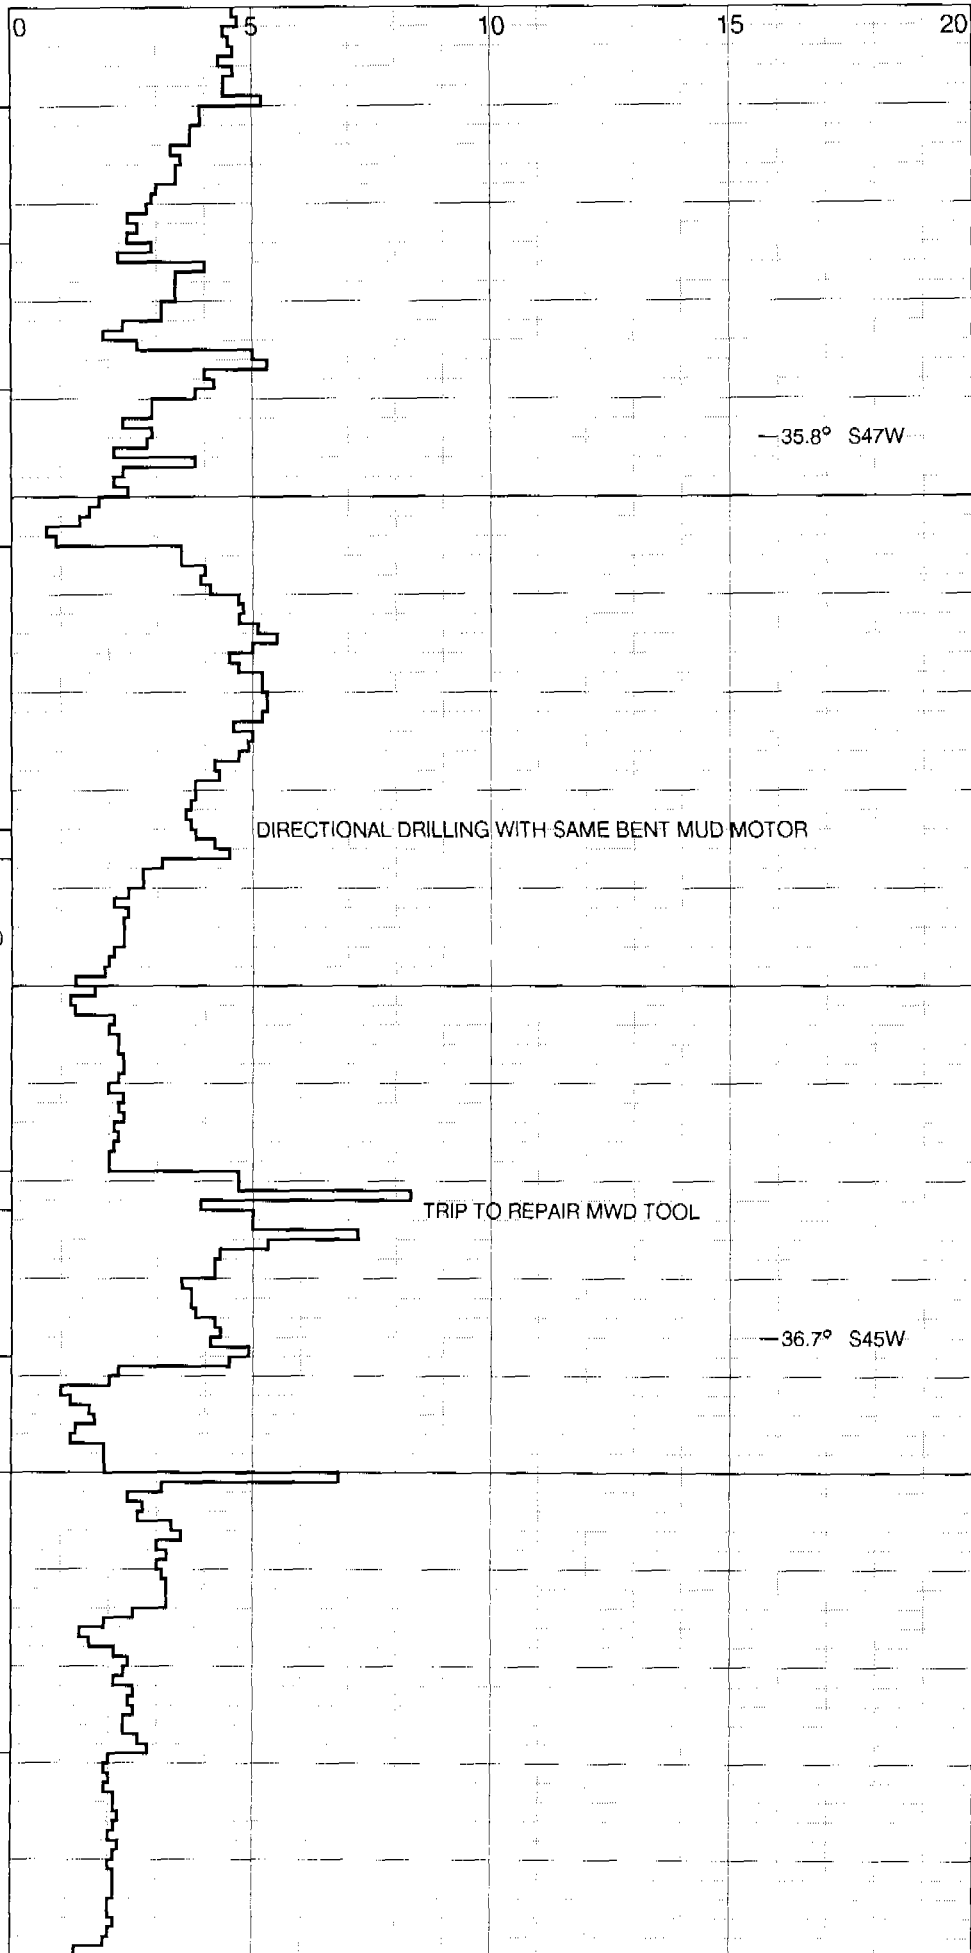 0 5 10 15 20
35.8° S47W
DIRECTIONAL DRILLING WITH SAME BENT MUD MOTOR
TRIP TO REPAIR MWD TOOL
36.7° S45W